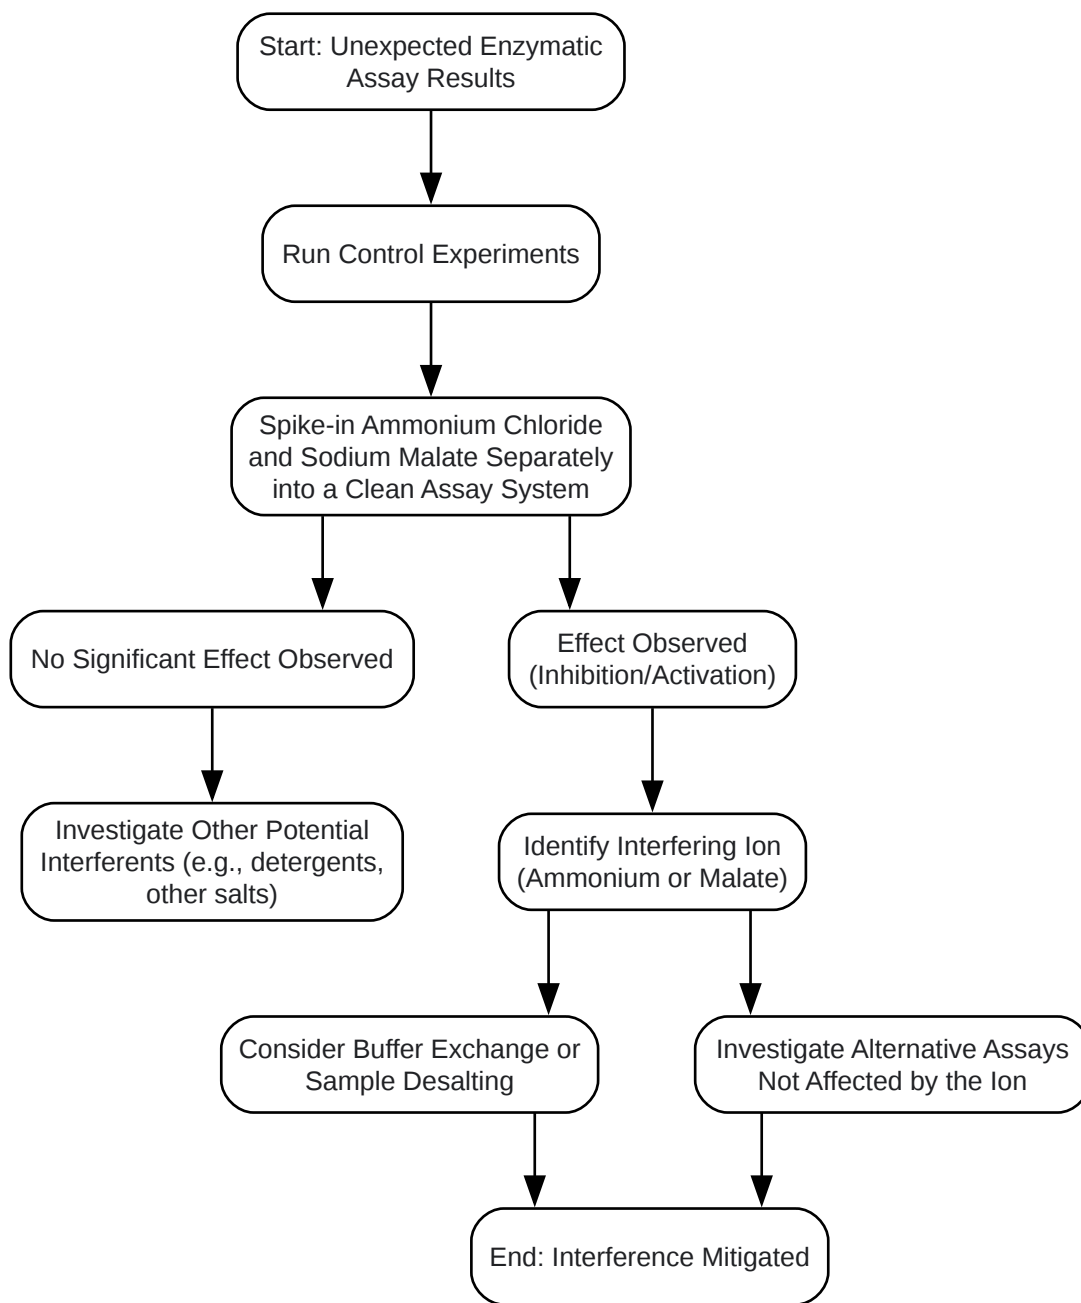 Start: Unexpected Enzymatic
Assay Results
Run Control Experiments
Spike-in Ammonium Chloride
and Sodium Malate Separately
into a Clean Assay System
No Significant Effect Observed
Effect Observed
(Inhibition/Activation)
Investigate Other Potential
Interferents (e.g., detergents,
other salts)
Identify Interfering Ion
(Ammonium or Malate)
Consider Buffer Exchange or
Sample Desalting
Investigate Alternative Assays
Not Affected by the Ion
End: Interference Mitigated